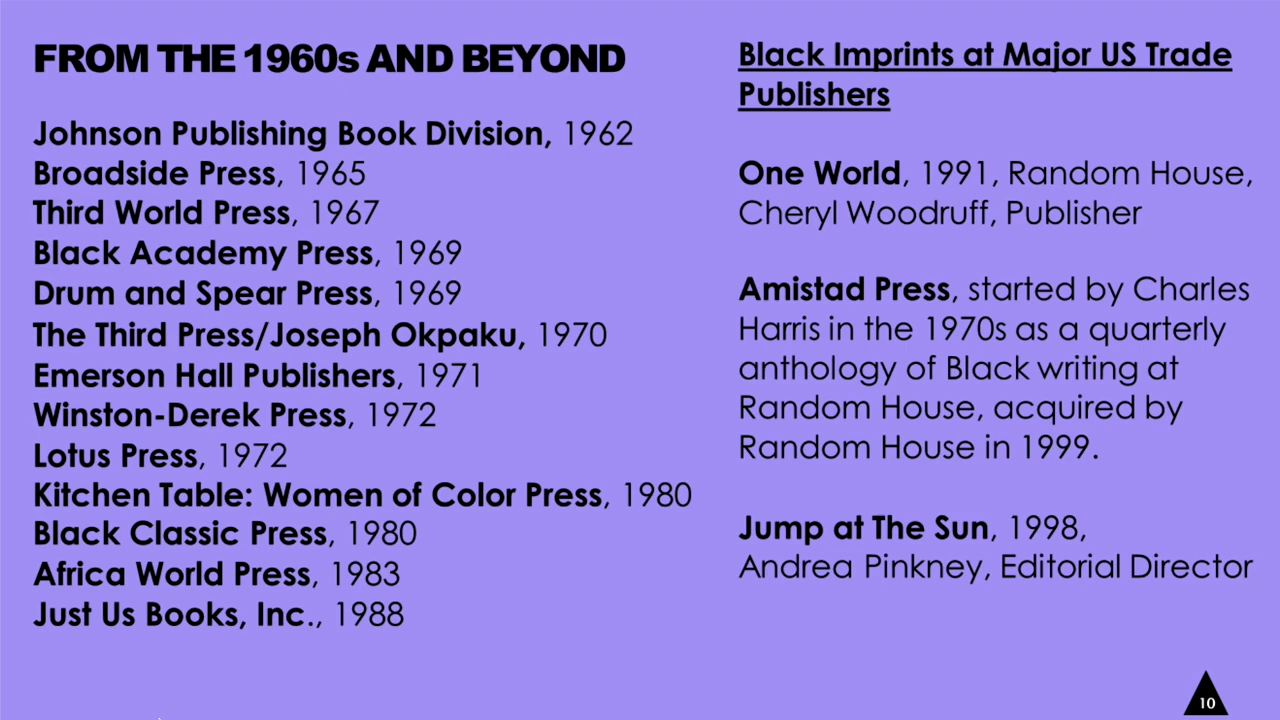 FROM THE 1960s AND BEYOND
Johnson Publishing Book Division, 1962
Broadside Press, 1965
Third World Press, 1967
Black Academy Press, 1969
Drum and Spear Press, 1969
The Third Press/Joseph Okpaku, 1970
Emerson Hall Publishers, 1971
Winston-Derek Press, 1972
Lotus Press, 1972
Kitchen Table: Women of Color Press, 1980
Black Classic Press, 1980
Africa World Press, 1983
Just Us Books, Inc., 1988
Black Imprints at Major US Trade
Publishers
One World, 1991, Random House,
Cheryl Woodruff, Publisher
Amistad Press, started by Charles
Harris in the 1970s as a quarterly
anthology of Black writing at
Random House, acquired by
Random House in 1999.
Jump at The Sun, 1998,
Andrea Pinkney, Editorial Director
10